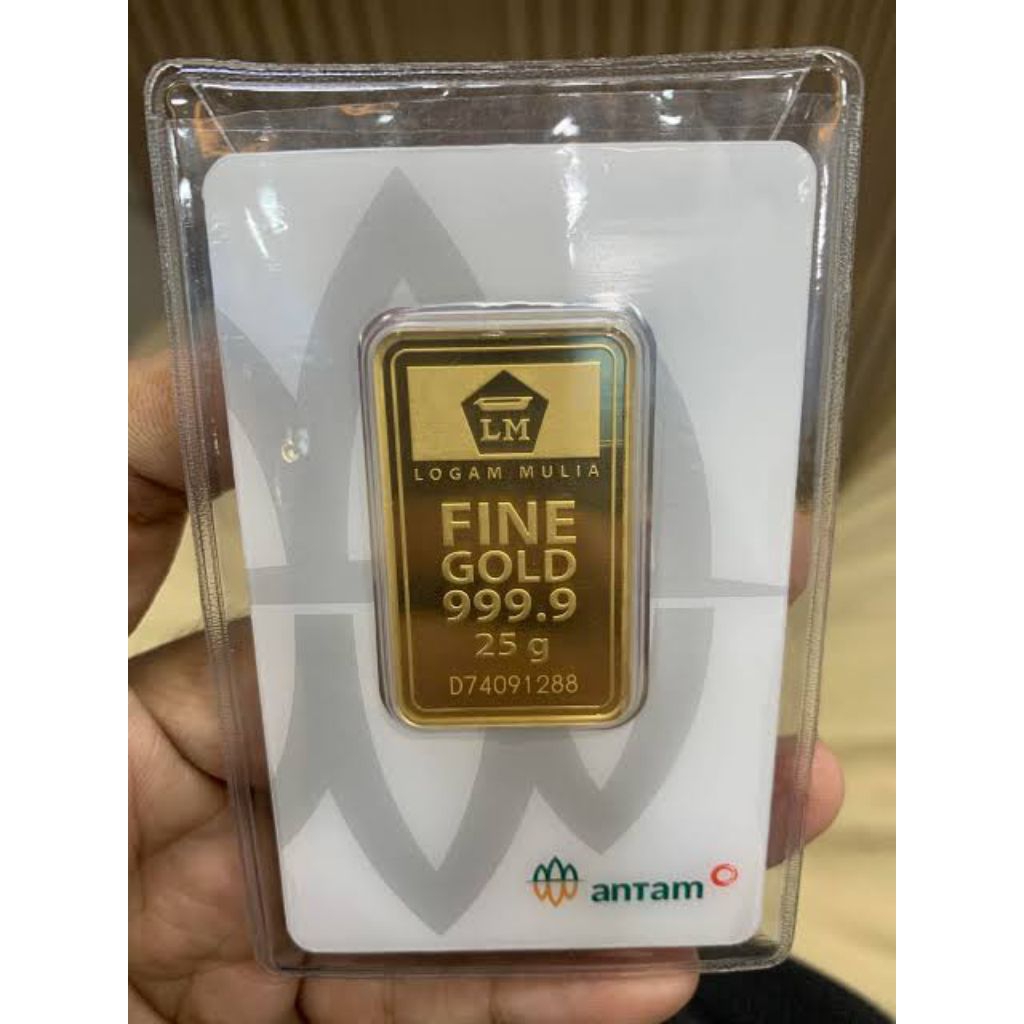 LM
LOGAM MULIA
FINE
GOLD
999.9
25 g
D74091288
antam